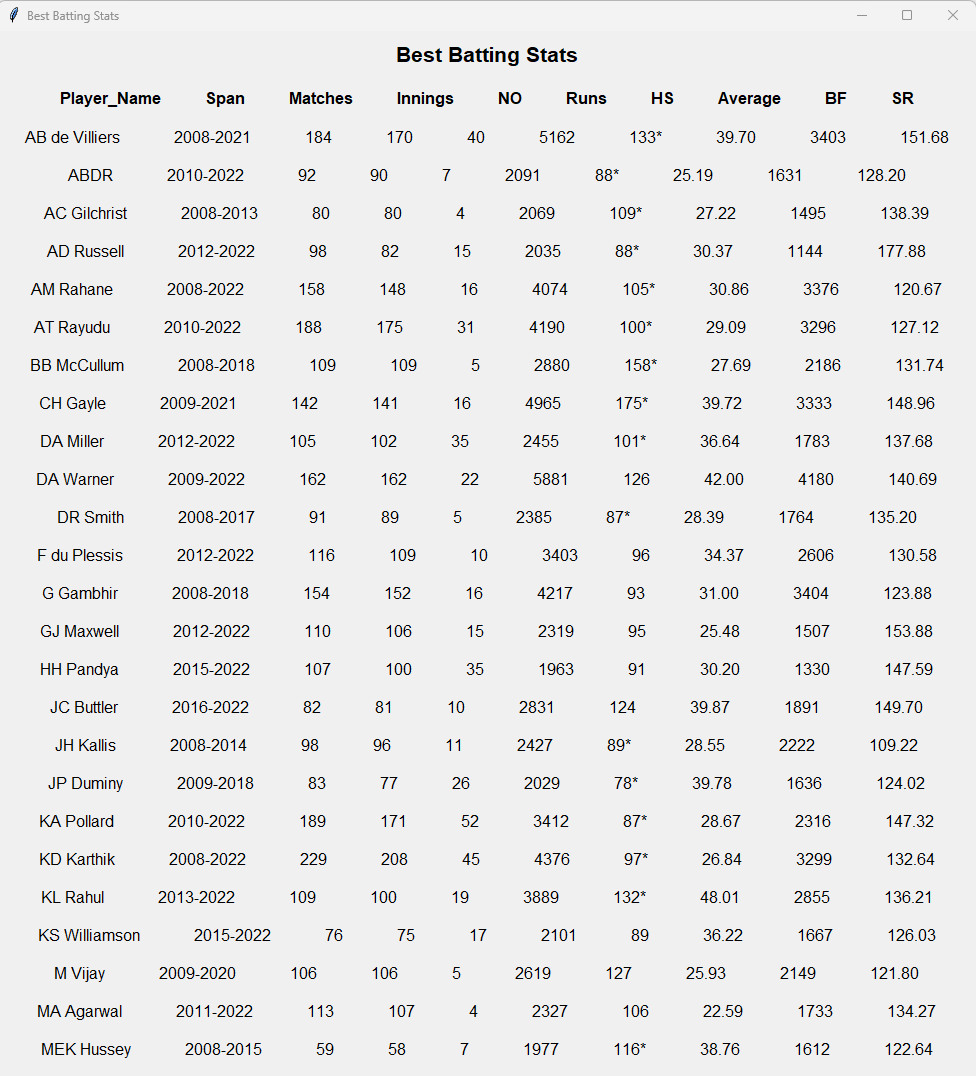 Best Batting Stats
Best Batting Stats
Player_Name Span Matches Innings NO Runs HS Average BF SR
AB de Villiers 2008-2021 184 170 40 5162 133* 39.70 3403 151.68
ABDR 2010-2022 92 90 7 2091 88* 25.19 1631 128.20
AC Gilchrist 2008-2013 80 80 4 2069 109* 27.22 1495 138.39
AD Russell 2012-2022 98 82 15 2035 88* 30.37 1144 177.88
AM Rahane 2008-2022 158 148 16 4074 105* 30.86 3376 120.67
AT Rayudu 2010-2022 188 175 31 4190 100* 29.09 3296 127.12
BB McCullum 2008-2018 109 109 5 2880 158* 27.69 2186 131.74
CH Gayle 2009-2021 142 141 16 4965 175* 39.72 3333 148.96
DA Miller 2012-2022 105 102 35 2455 101* 36.64 1783 137.68
DA Warner 2009-2022 162 162 22 5881 126 42.00 4180 140.69
DR Smith 2008-2017 91 89 5 2385 87* 28.39 1764 135.20
F du Plessis 2012-2022 116 109 10 3403 96 34.37 2606 130.58
G Gambhir 2008-2018 154 152 16 4217 93 31.00 3404 123.88
GJ Maxwell 2012-2022 110 106 15 2319 95 25.48 1507 153.88
HH Pandya 2015-2022 107 100 35 1963 91 30.20 1330 147.59
JC Buttler 2016-2022 82 81 10 2831 124 39.87 1891 149.70
JH Kallis 2008-2014 98 96 11 2427 89* 28.55 2222 109.22
JP Duminy 2009-2018 83 77 26 2029 78* 39.78 1636 124.02
KA Pollard 2010-2022 189 171 52 3412 87* 28.67 2316 147.32
KD Karthik 2008-2022 229 208 45 4376 97* 26.84 3299 132.64
KL Rahul 2013-2022 109 100 19 3889 132* 48.01 2855 136.21
KS Williamson 2015-2022 76 75 17 2101 89 36.22 1667 126.03
M Vijay 2009-2020 106 106 5 2619 127 25.93 2149 121.80
MA Agarwal 2011-2022 113 107 4 2327 106 22.59 1733 134.27
MEK Hussey 2008-2015 59 58 7 1977 116* 38.76 1612 122.64